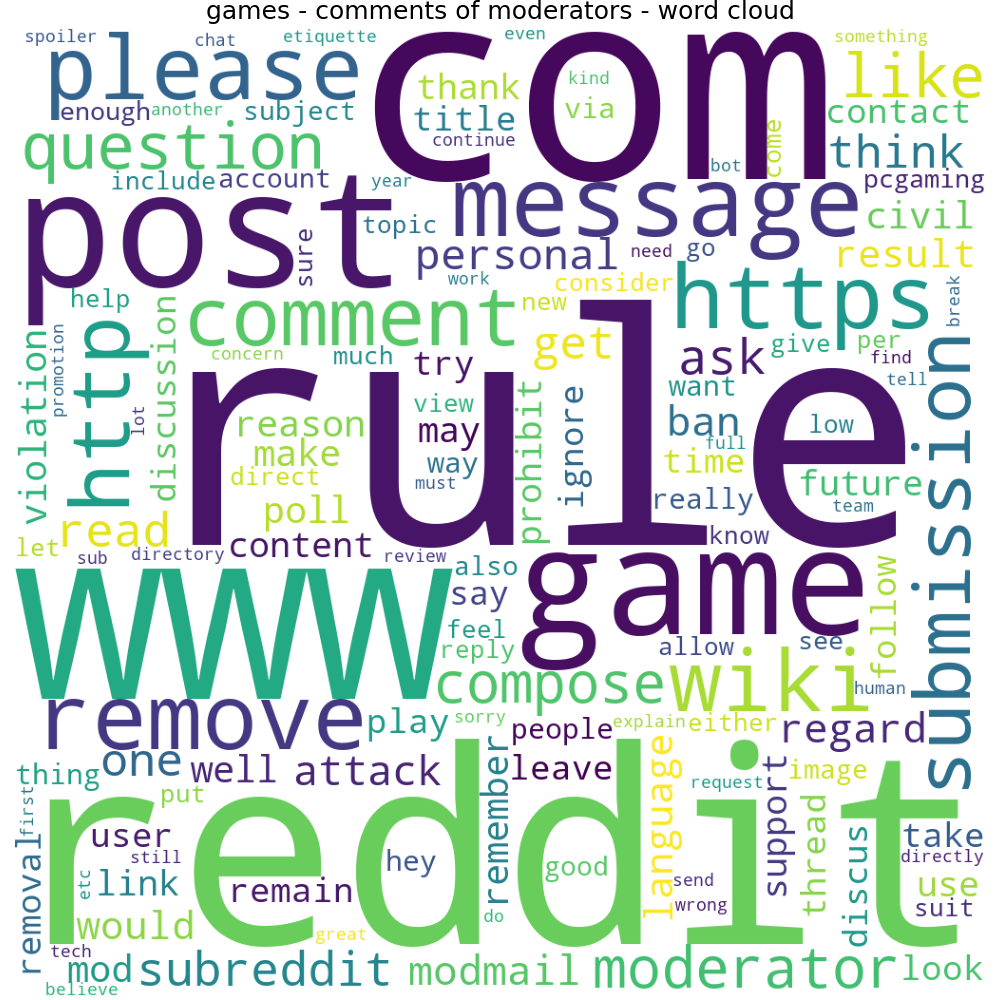 games - comments of moderators - word cloud
spoiler
chat
etiquette
even
something
please
com
like
thank
kind
enough
another
subject
title
via
contact
question
continue
come
think
include
account
year
bot
pcgaming
post
message
civil
sure
topic
personal
need
go
result
work
consider
https
break
help
comment
new
http
discussion
get
ask
give
per
promotion
concern
much
try
find
violation
rule
want
tell
lot
reason
view
prohibit
ignore
ban
low
submission
make
may
full
direct
way
time
future
must
poll
really
team
read
let
sub
directory
content
review
know
www
also
game
say
follow
feel
reply
allow
see
compose
wiki
human
remove
play
sorry
people
explain
either
regard
one
thing
well
attack
remember
leave
language
request
support
image
first
put
reddit
user
still
hey
thread
discus
take
directly
removal
etc
link
remain
good
send
use
wrong
suit
would
do
great
tech
mod
subreddit
modmail
moderator
look
believe